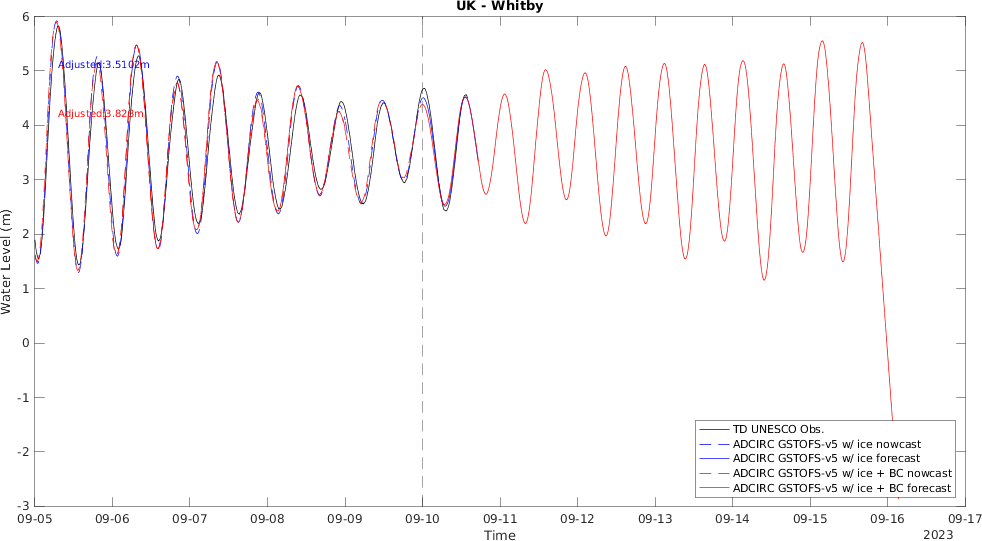 UK - Whitby
6
5
4
3
2
1
0
-1
-2
-3
Water Level (m)
Adjusted:3.5102m
Adjusted:3.828m
TD UNESCO Obs.
ADCIRC GSTOFS-v5 w/ ice nowcast
ADCIRC GSTOFS-v5 w/ ice forecast
ADCIRC GSTOFS-v5 w/ ice + BC nowcast
ADCIRC GSTOFS-v5 w/ ice + BC forecast
09-05 09-06 09-07 09-08 09-09 09-10 09-11 09-12 09-13 09-14 09-15 09-16 09-17
Time
2023